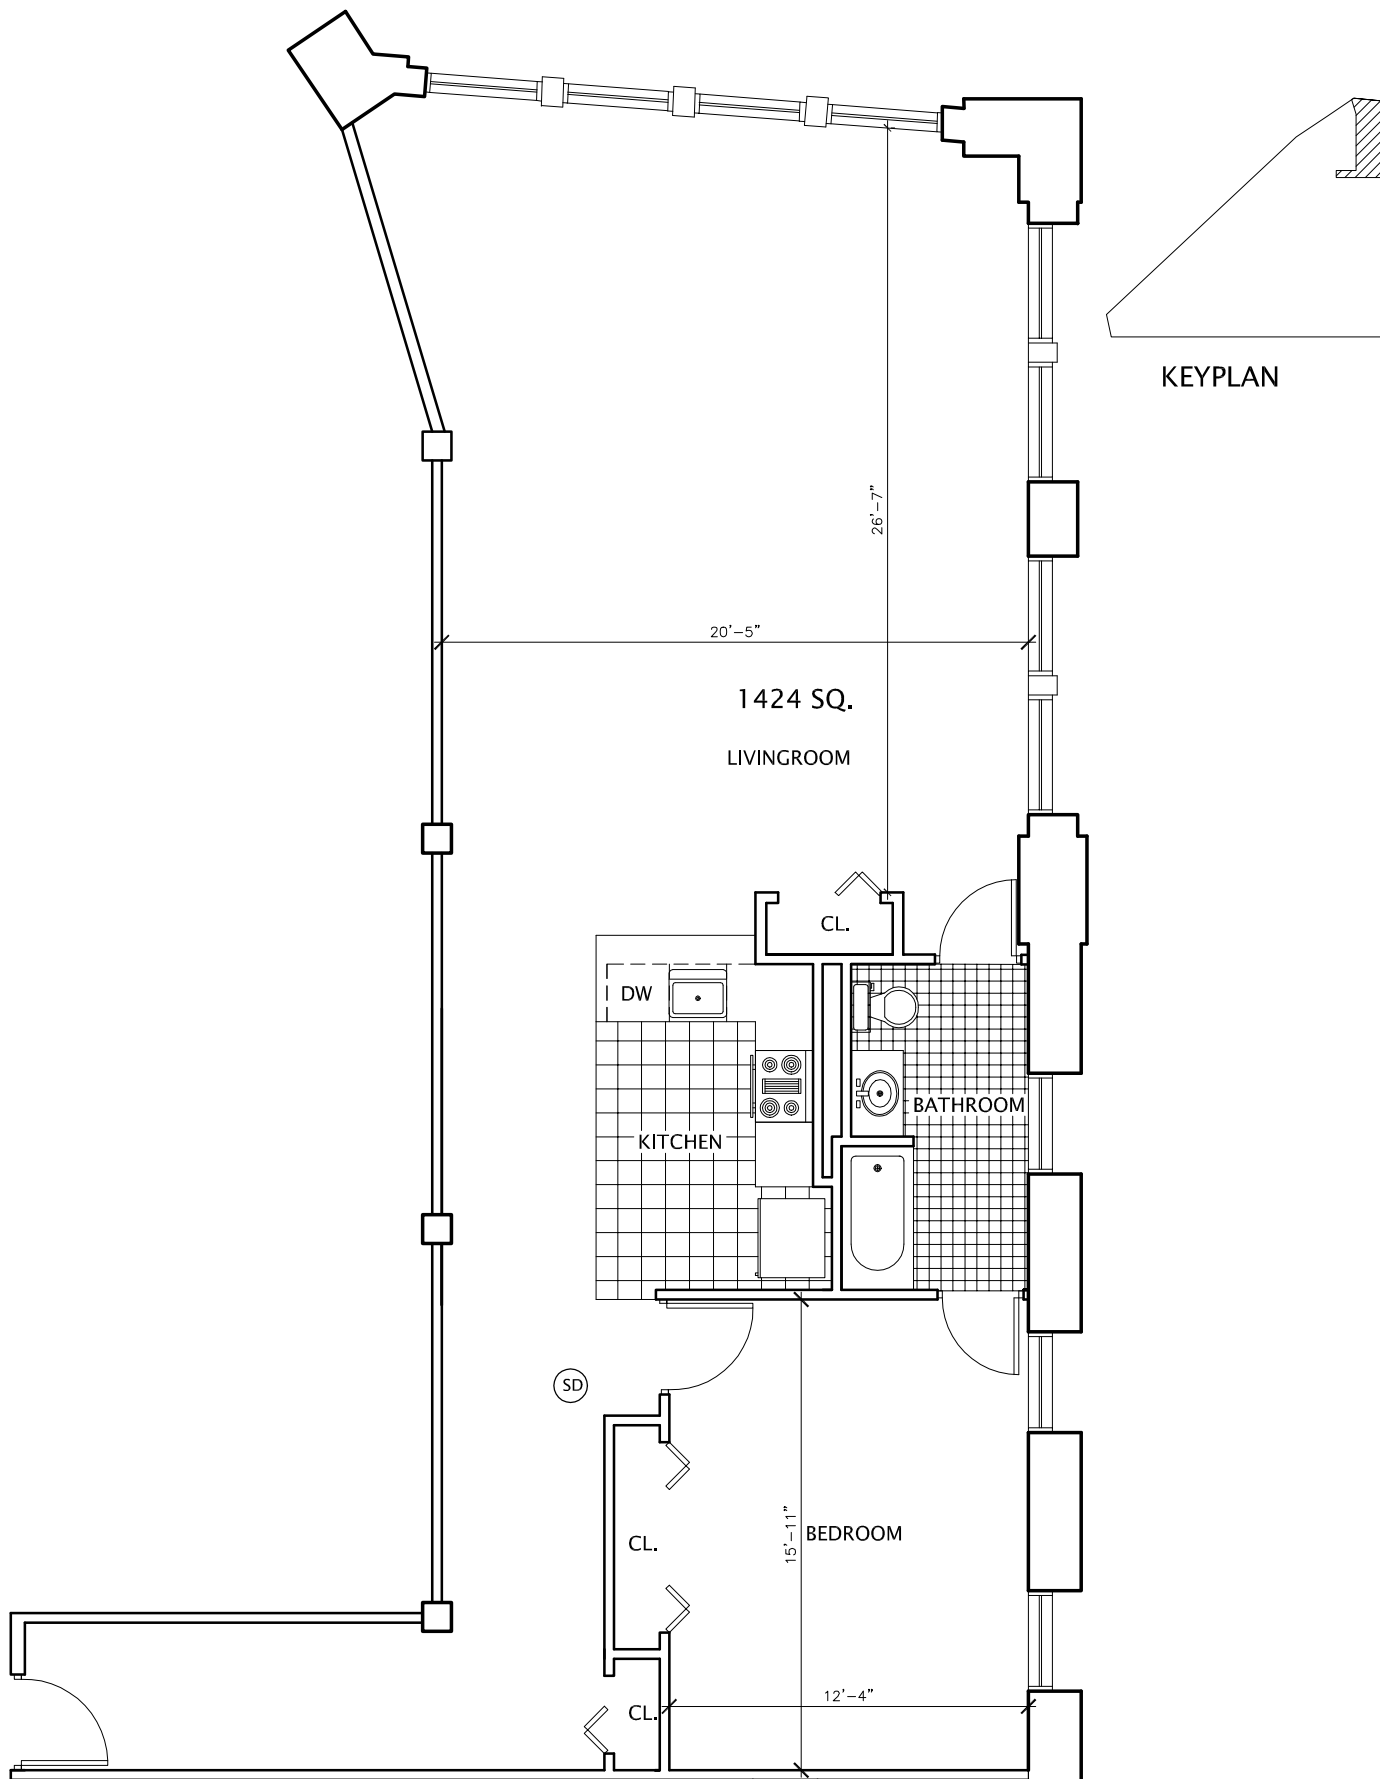 KEYPLAN
26'-7"
20'-5"
1424 SQ.
LIVINGROOM
CL.
DW
BATHROOM
KITCHEN
SD
15'-11"
BEDROOM
CL.
12'-4"
CL.